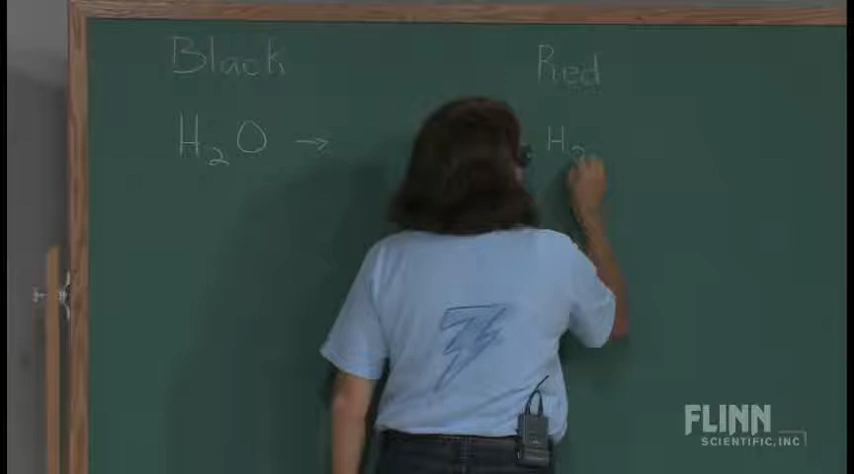 Black Red
H₂O → H₂
FLINN
SCIENTIFIC, INC